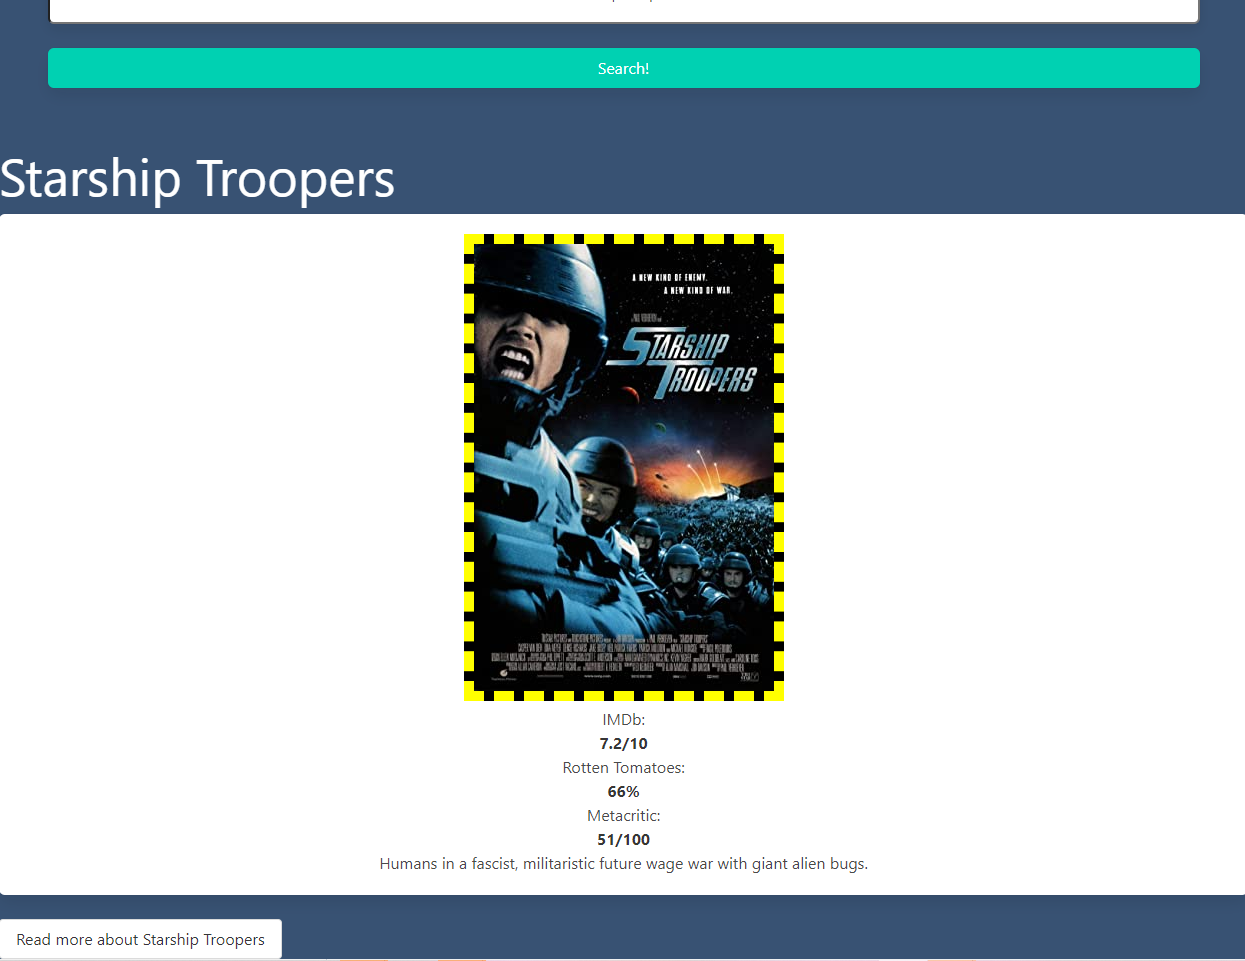 Search!
Starship Troopers
A NEW KIND OF ENEMY.
A NEW KIND OF WAR.
STARSHIP
TROOPERS
IMDb:
7.2/10
Rotten Tomatoes:
66%
Metacritic:
51/100
Humans in a fascist, militaristic future wage war with giant alien bugs.
Read more about Starship Troopers